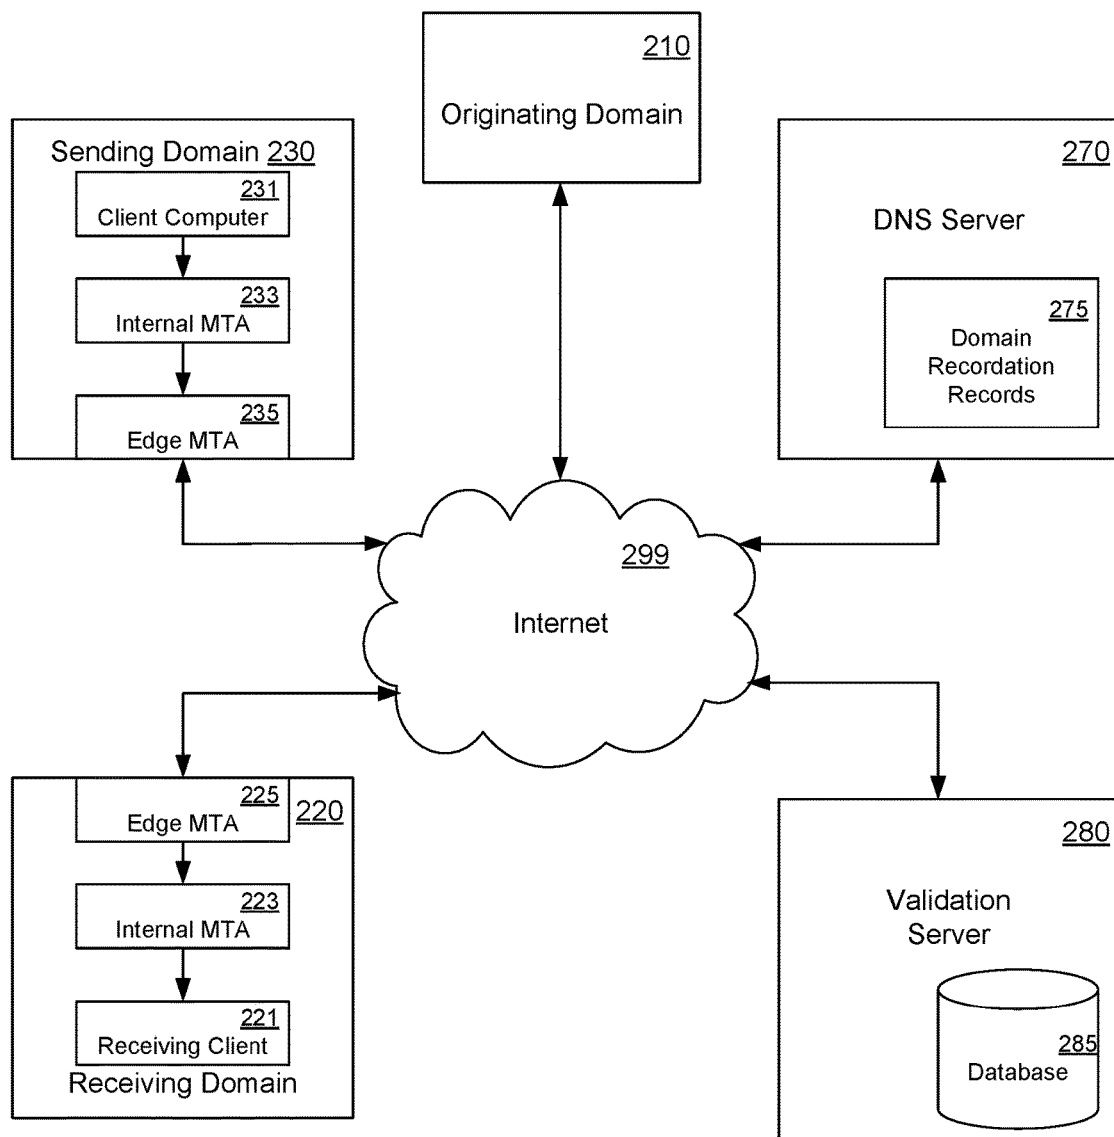 210
Originating Domain
Sending Domain 230
231
Client Computer
233
Internal MTA
235
Edge MTA
270
DNS Server
275
Domain
Recordation
Records
299
Internet
225
Edge MTA
220
223
Internal MTA
221
Receiving Client
Receiving Domain
280
Validation
Server
285
Database